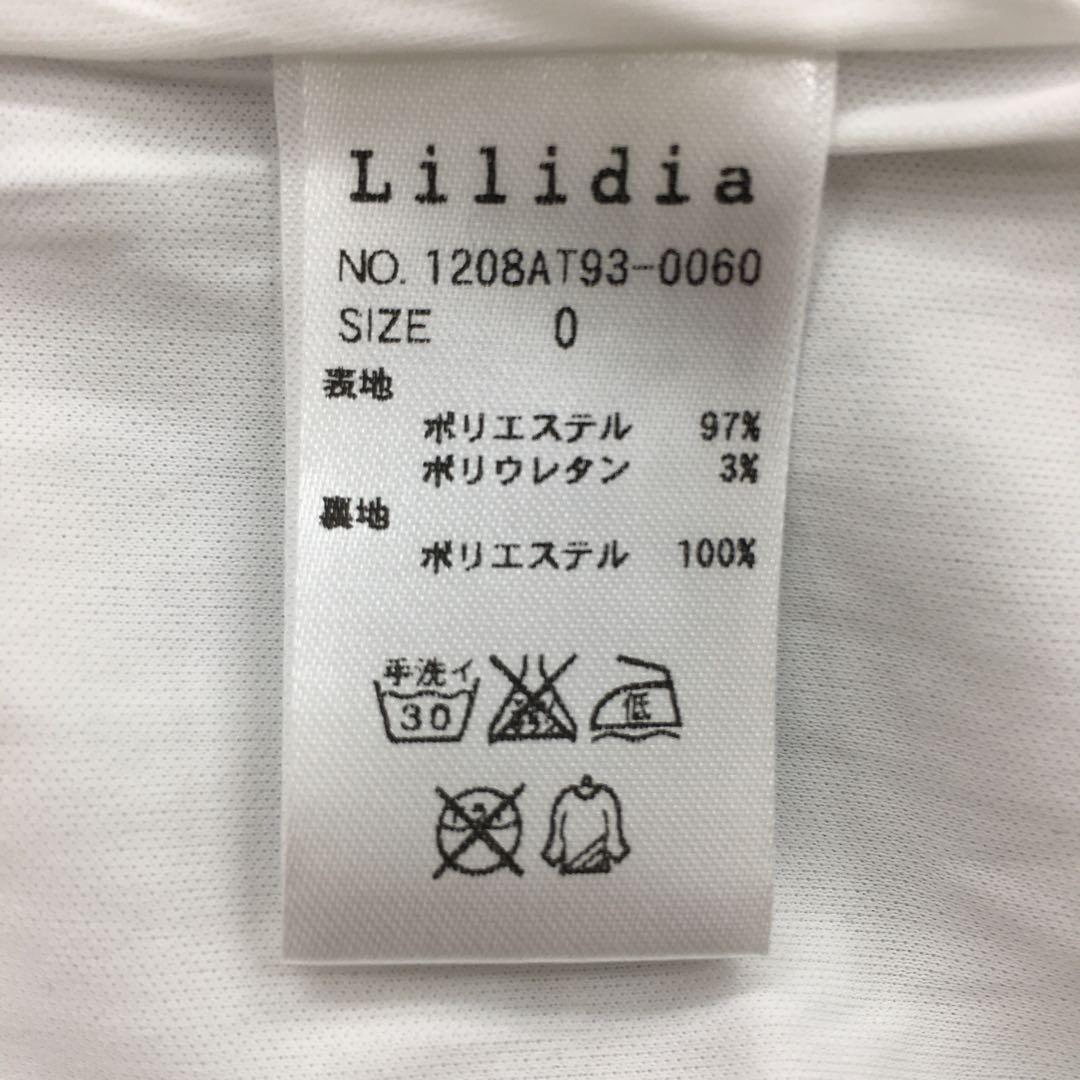 Lilidia
NO. 1208AT93-0060
SIZE 0
表地
ポリエステル 97%
ポリウレタン 3%
裏地
ポリエステル 100%
手洗イ
30
低